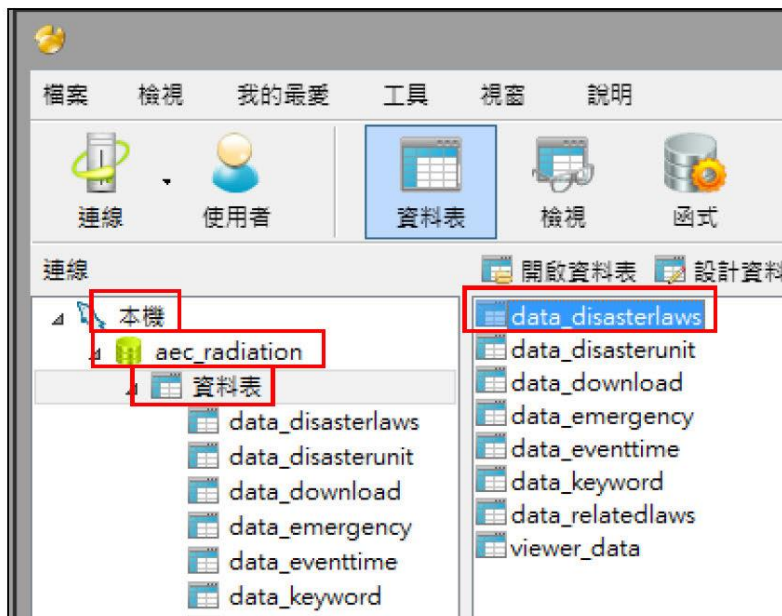 檔案 檢視 我的最愛 工具 視窗 說明
連線 使用者 資料表 檢視 函式
連線
開啟資料表 設計資料
本機
aec_radiation
資料表
data_disasterlaws
data_disasterunit
data_download
data_emergency
data_eventtime
data_keyword
data_disasterlaws
data_disasterunit
data_download
data_emergency
data_eventtime
data_keyword
data_relatedlaws
viewer_data